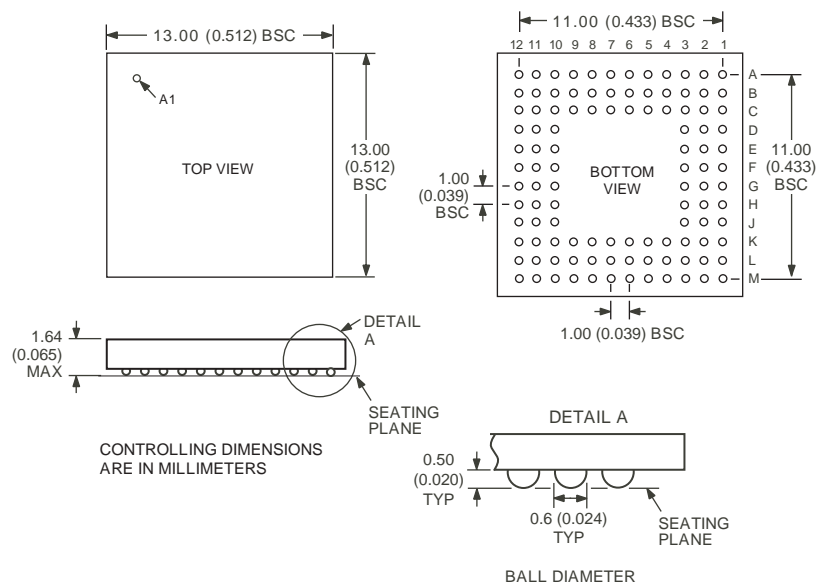 13.00 (0.512) BSC
A1
TOP VIEW
13.00
(0.512)
BSC
11.00 (0.433) BSC
12 11 10 9 8 7 6 5 4 3 2 1
A
B
C
D
E
F
G
H
J
K
L
M
BOTTOM
VIEW
1.00
(0.039)
BSC
11.00
(0.433)
BSC
1.00 (0.039) BSC
1.64
(0.065)
MAX
DETAIL
A
SEATING
PLANE
CONTROLLING DIMENSIONS
ARE IN MILLIMETERS
DETAIL A
0.50
(0.020)
TYP
0.6 (0.024)
TYP
SEATING
PLANE
BALL DIAMETER